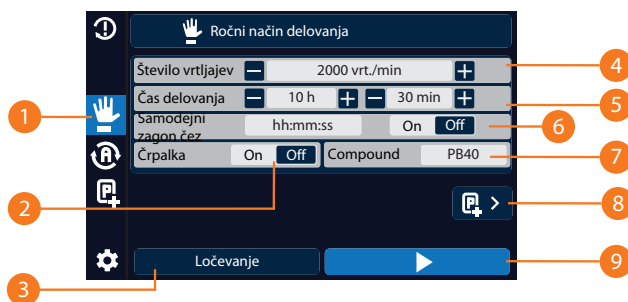 Ročni način delovanja
Število vrtljajev 2000 vrt./min 4
Čas delovanja 10 h 30 min 5
1
Samodejni
zagon čez hh:mm:ss On Off 6
Črpalka On Off Compound PB40 7
2
8
Ločevanje 9
3